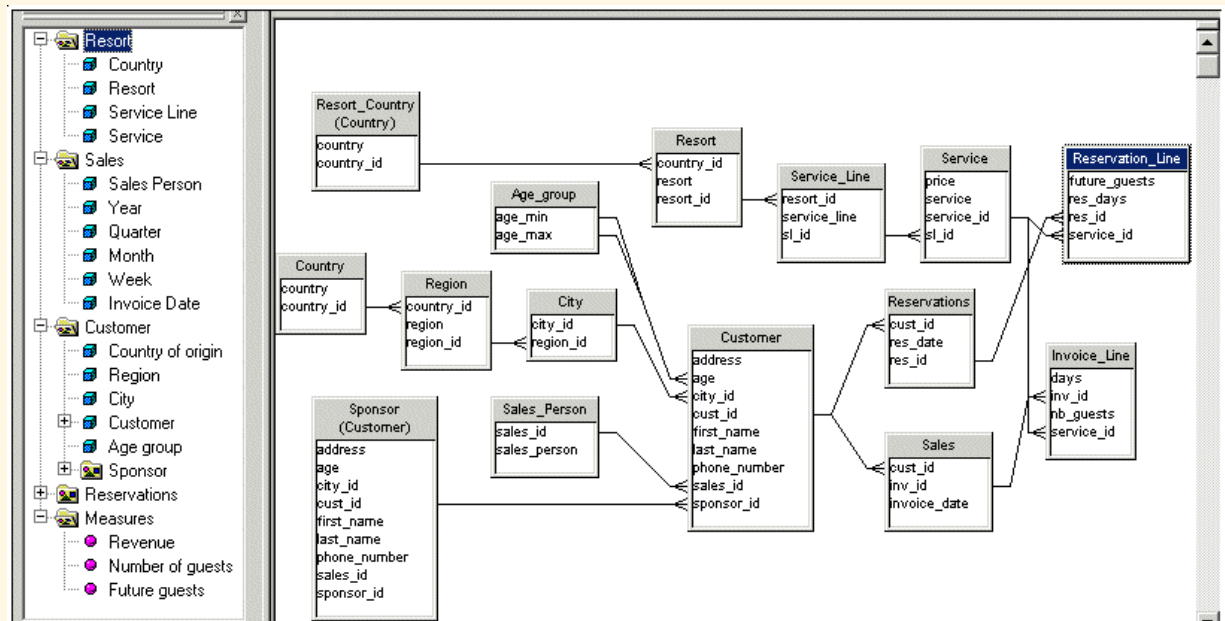 Resort
Country
Resort
Service Line
Service
Sales
Sales Person
Year
Quarter
Month
Week
Invoice Date
Customer
Country of origin
Region
City
Customer
Age group
Sponsor
Reservations
Measures
Revenue
Number of guests
Future guests
Resort_Country
(Country)
country
country_id
Age_group
age_min
age_max
Resort
country_id
resort
resort_id
Service_Line
resort_id
service_line
sl_id
Service
price
service
service_id
sl_id
Reservation_Line
future_guests
res_days
res_id
service_id
Country
country
country_id
Region
country_id
region
region_id
City
city_id
region_id
Customer
address
age
city_id
cust_id
first_name
last_name
phone_number
sales_id
sponsor_id
Reservations
cust_id
res_date
res_id
Invoice_Line
days
inv_id
nb_guests
service_id
Sponsor
(Customer)
address
age
city_id
cust_id
first_name
last_name
phone_number
sales_id
sponsor_id
Sales_Person
sales_id
sales_person
Sales
cust_id
inv_id
invoice_date